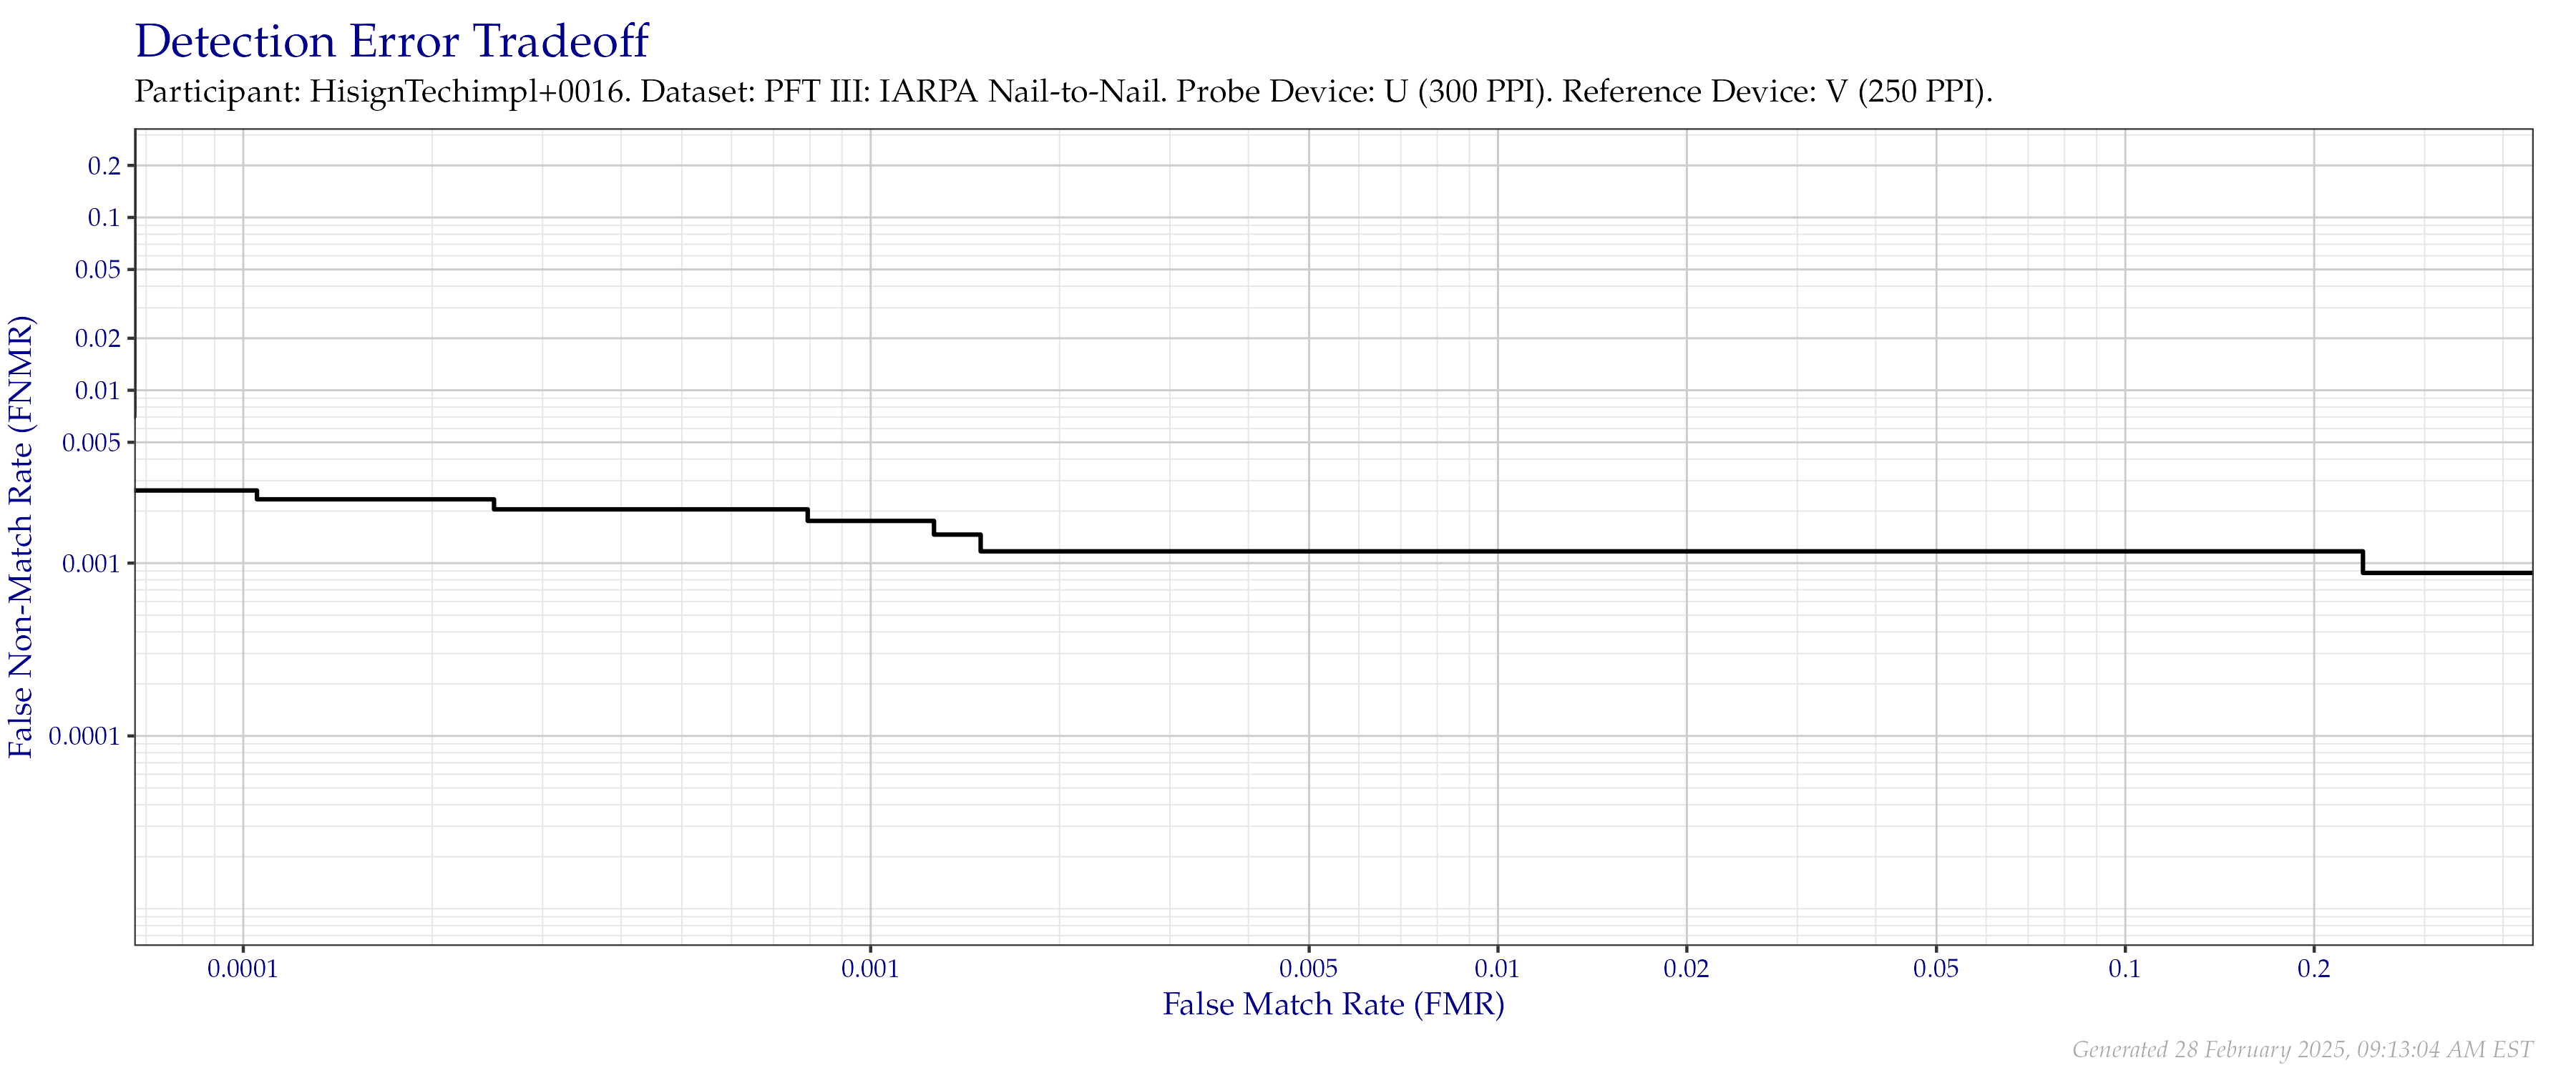 Detection Error Tradeoff
Participant: HisignTechimpl+0016. Dataset: PFT III: IARPA Nail-to-Nail. Probe Device: U (300 PPI). Reference Device: V (250 PPI).
False Non-Match Rate (FNMR)
0.2
0.1
0.05
0.02
0.01
0.005
0.001
0.0001
0.0001 0.001 0.005 0.01 0.02 0.05 0.1 0.2
False Match Rate (FMR)
Generated 28 February 2025, 09:13:04 AM EST